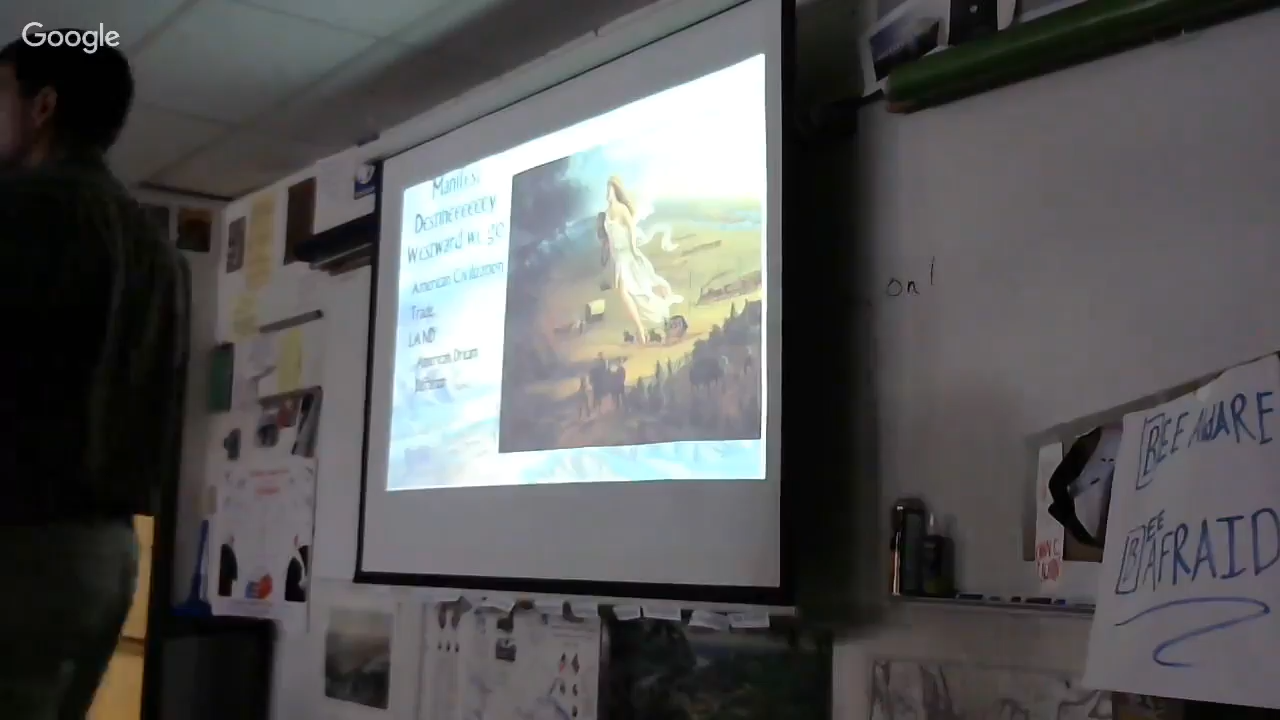 Google
Manifest
Destineeeeey
Westward we go
American Civilization
Trade
LAND
American Dream
on!
BEE AWARE
BEE
AFRAID